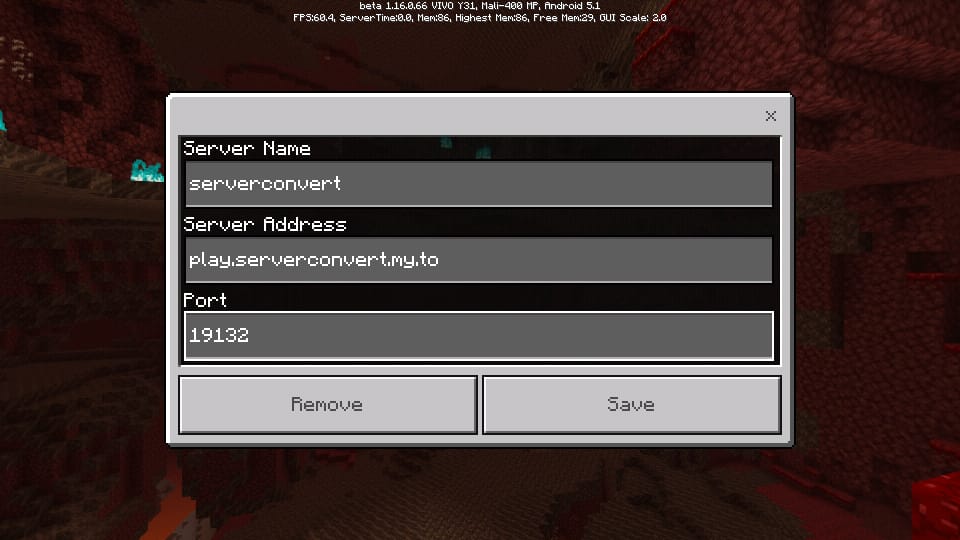 beta 1.16.0.66 VIVO Y31, Mali-400 MP, Android 5.1
FPS:60.4, ServerTime:0.0, Mem:86, Highest Mem:86, Free Mem:29, GUI Scale: 2.0
×
Server Name
serverconvert
Server Address
play.serverconvert.my.to
Port
19132
Remove
Save